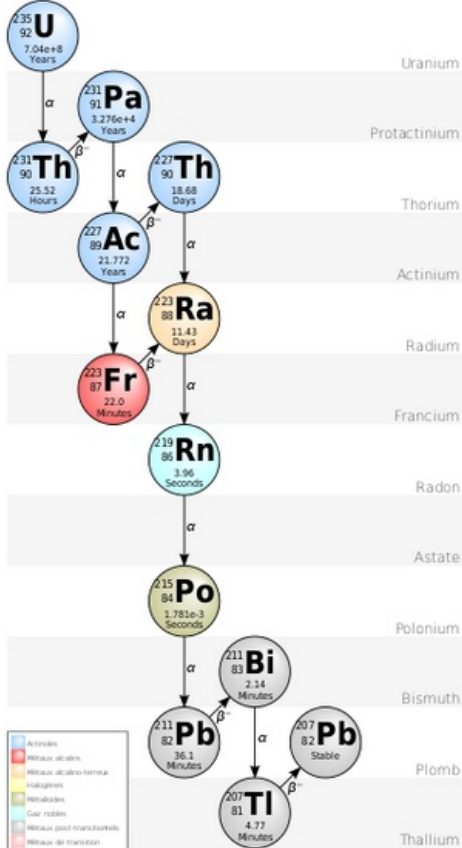 235
92 U
7.04e+8
Years
Uranium
α
231
91 Pa
3.276e+4
Years
β⁻
Protactinium
231
90 Th
25.52
Hours
α
227
90 Th
18.68
Days
β⁻
Thorium
227
89 Ac
21.772
Years
α
Actinium
α
223
88 Ra
11.43
Days
β⁻
Radium
223
87 Fr
22.0
Minutes
α
Francium
219
86 Rn
3.96
Seconds
Radon
α
Astate
215
84 Po
1.781e-3
Seconds
Polonium
α
211
83 Bi
2.14
Minutes
β⁻
Bismuth
211
82 Pb
36.1
Minutes
α
207
82 Pb
Stable
β⁻
Plomb
207
81 Tl
4.77
Minutes
Thallium
Actinides
Métaux alcalins
Métaux alcalino-terreux
Halogènes
Métalloïdes
Gaz nobles
Métaux post-transitionnels
Métaux de transition